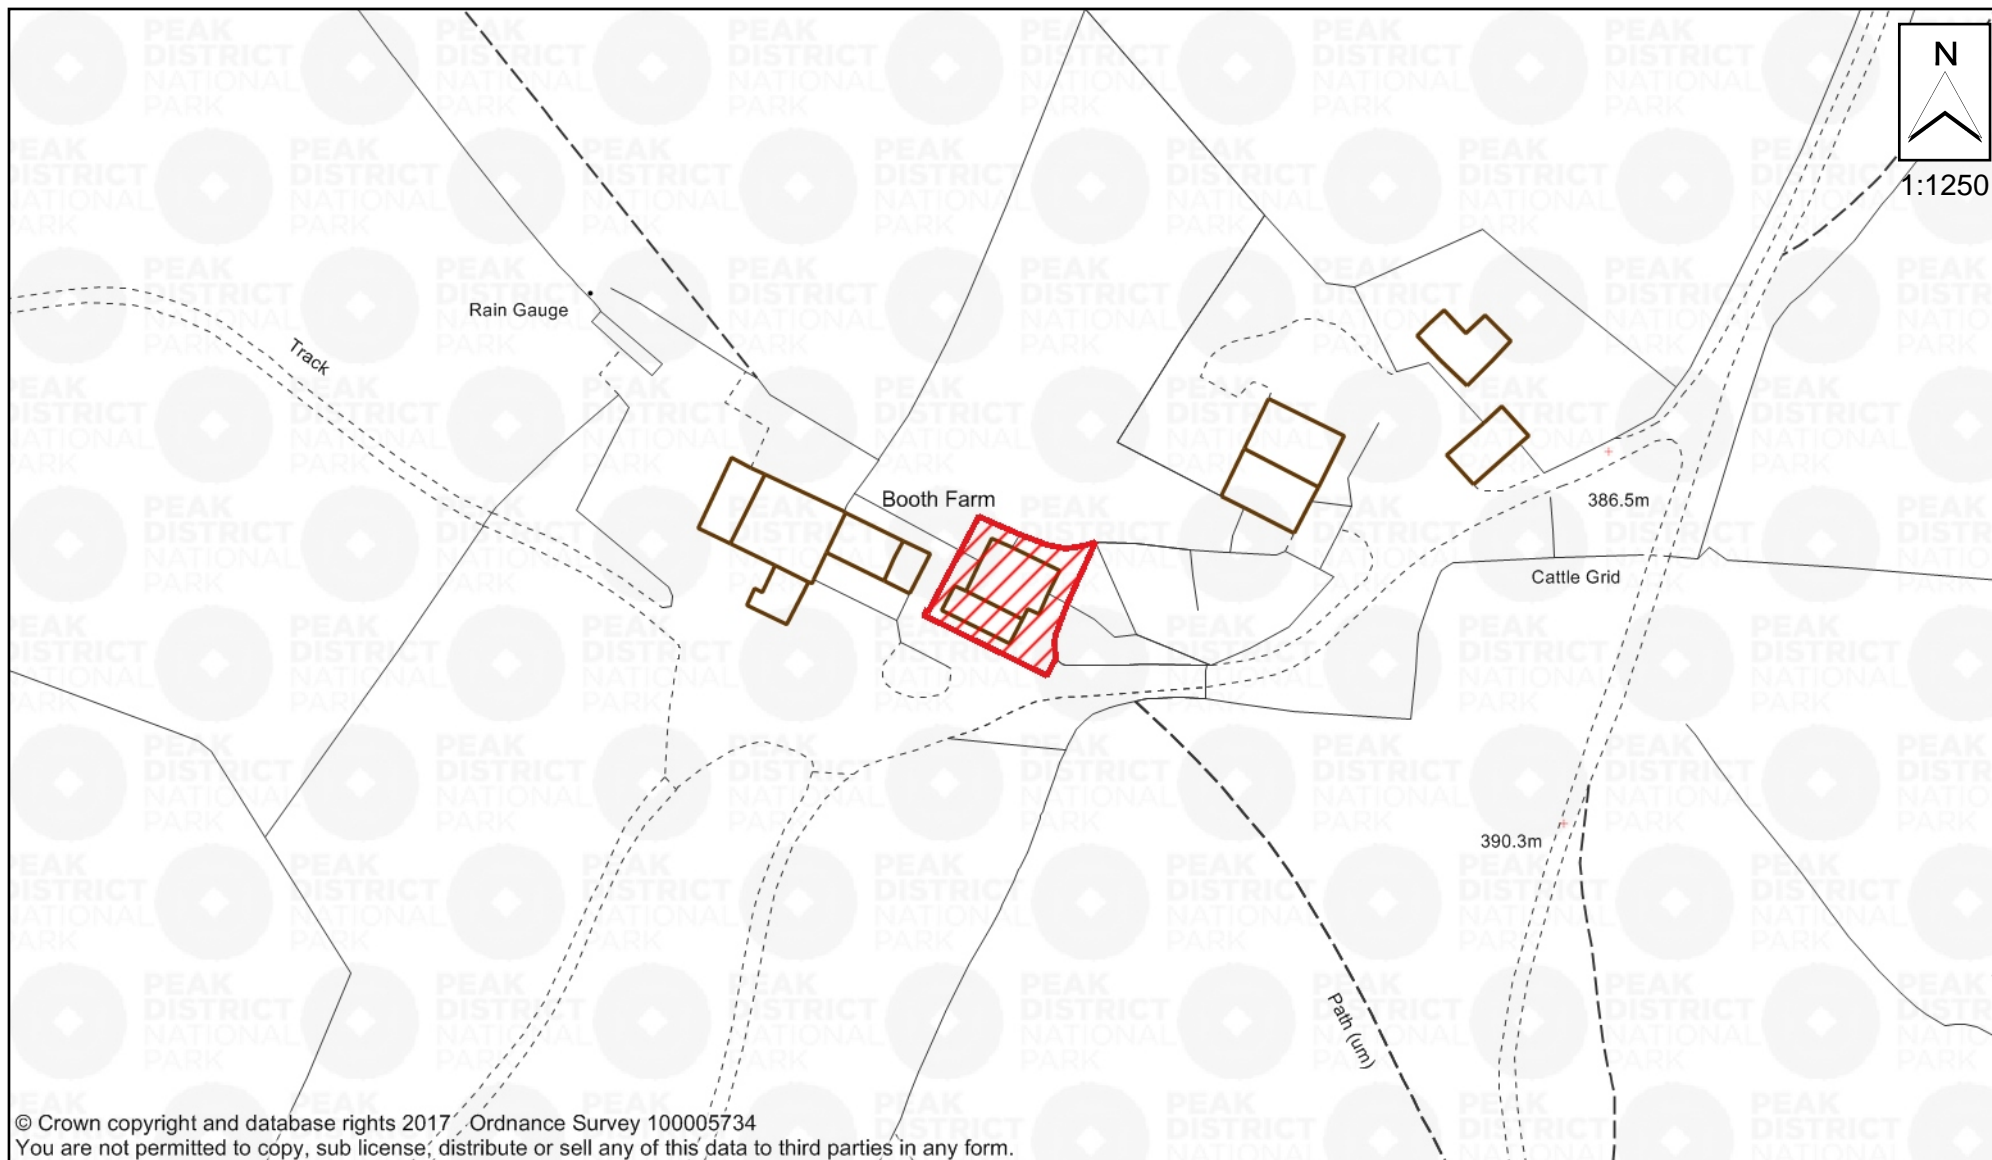 N
1:1250
Rain Gauge
Track
Booth Farm
386.5m
Cattle Grid
390.3m
Path (um)
© Crown copyright and database rights 2017. Ordnance Survey 100005734
You are not permitted to copy, sub license, distribute or sell any of this data to third parties in any form.
PEAK
DISTRICT
NATIONAL
PARK